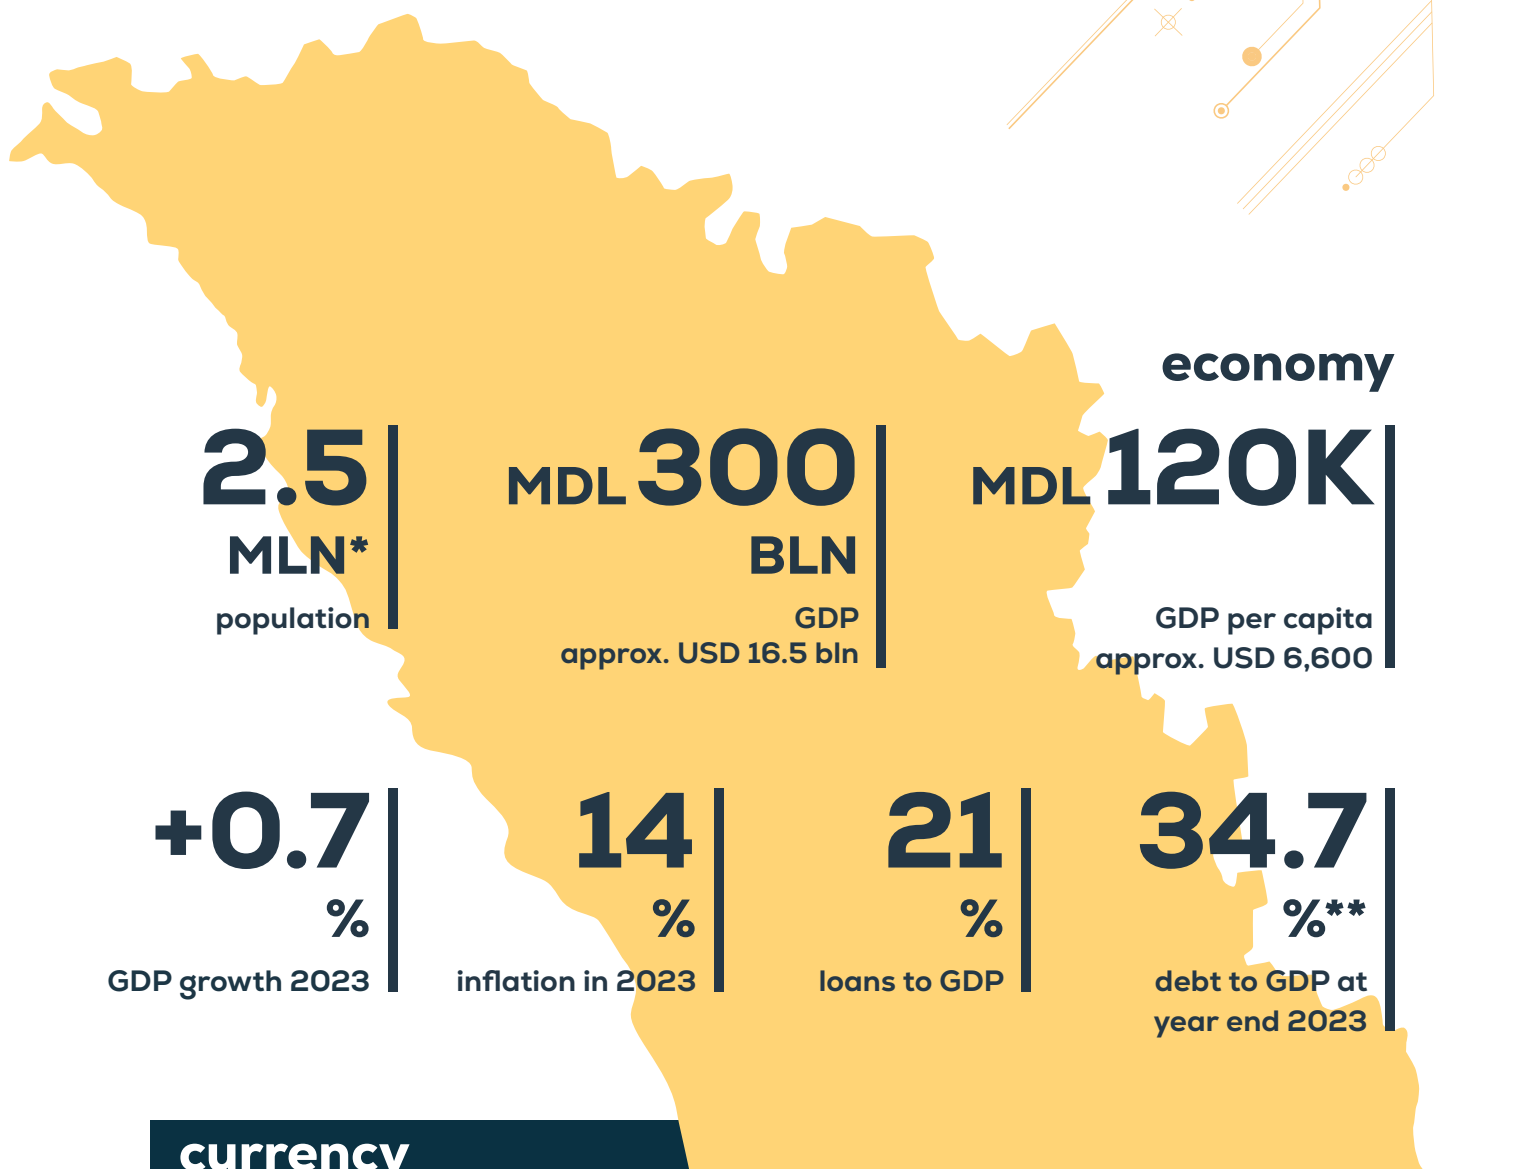 economy
2.5
MLN*
population
MDL 300
BLN
GDP
approx. USD 16.5 bln
MDL 120K
GDP per capita
approx. USD 6,600
+0.7
%
GDP growth 2023
14
%
inflation in 2023
21
%
loans to GDP
34.7
%**
debt to GDP at
year end 2023
currency